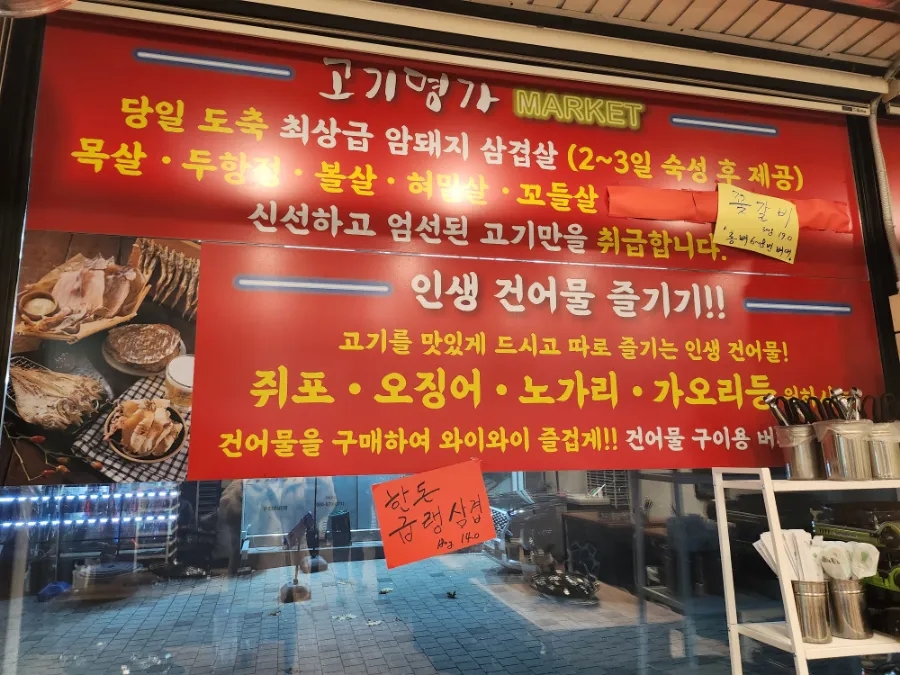 고기명가 MARKET
당일 도축 최상급 암돼지 삼겹살 (2~3일 숙성 후 제공)
목살 · 두항정 · 볼살 · 혀밑살 · 꼬들살
신선하고 엄선된 고기만을 취급합니다.
꽃갈비
140
인생 건어물 즐기기!!
고기를 맛있게 드시고 따로 즐기는 인생 건어물!
쥐포 · 오징어 · 노가리 · 가오리등
건어물을 구매하여 와이와이 즐겁게!! 건어물 구이용
한돈
급랭삼겹
140